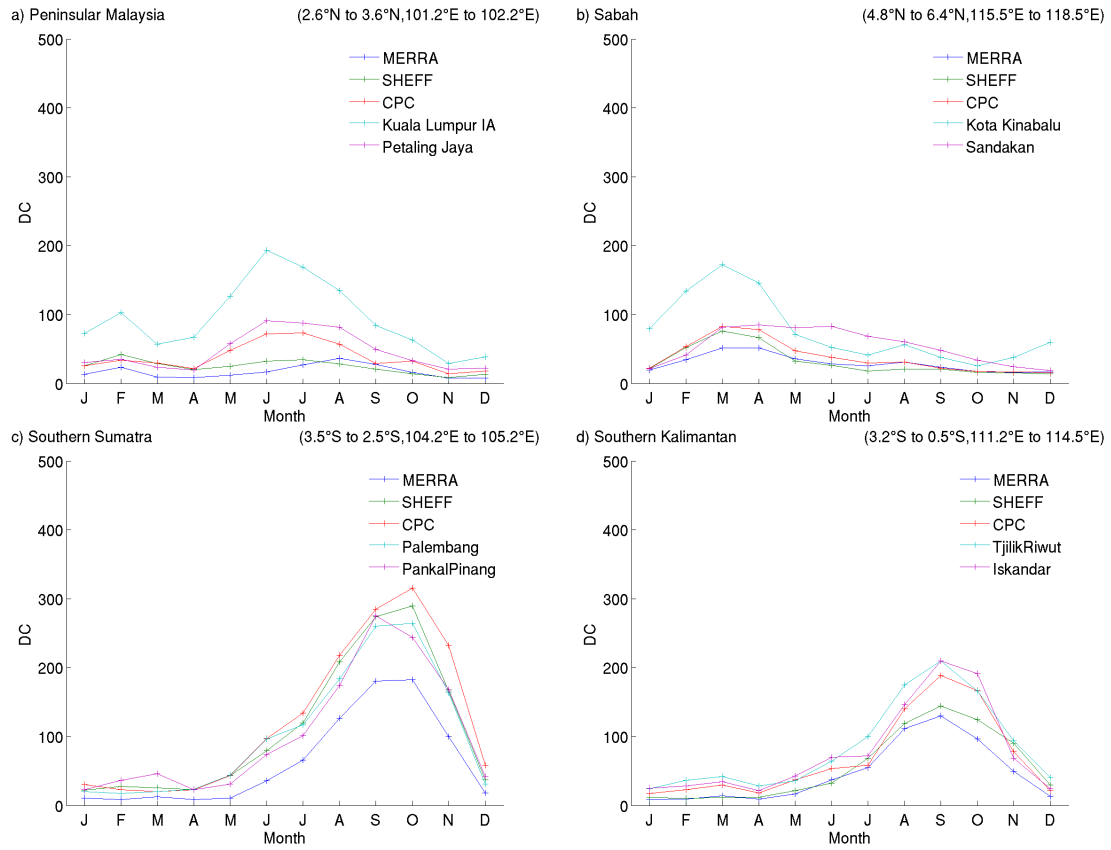 a) Peninsular Malaysia (2.6°N to 3.6°N,101.2°E to 102.2°E)
500
400
300
200
100
0
DC
MERRA
SHEFF
CPC
Kuala Lumpur IA
Petaling Jaya
J F M A M J J A S O N D
Month
b) Sabah (4.8°N to 6.4°N,115.5°E to 118.5°E)
500
400
300
200
100
0
DC
MERRA
SHEFF
CPC
Kota Kinabalu
Sandakan
J F M A M J J A S O N D
Month
c) Southern Sumatra (3.5°S to 2.5°S,104.2°E to 105.2°E)
500
400
300
200
100
0
DC
MERRA
SHEFF
CPC
Palembang
PankalPinang
J F M A M J J A S O N D
Month
d) Southern Kalimantan (3.2°S to 0.5°S,111.2°E to 114.5°E)
500
400
300
200
100
0
DC
MERRA
SHEFF
CPC
TjilikRiwut
Iskandar
J F M A M J J A S O N D
Month